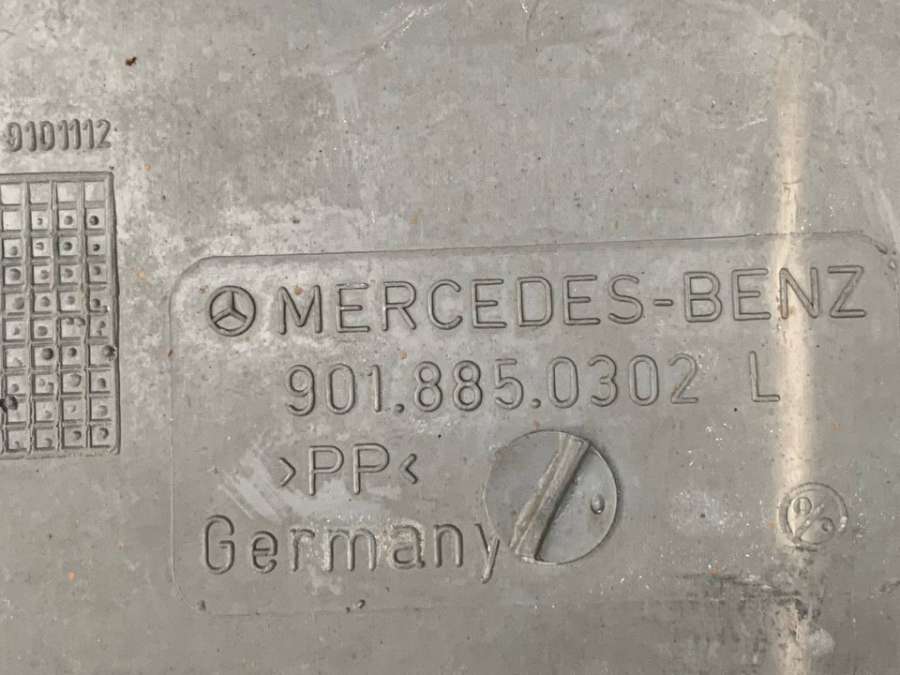 9101112
MERCEDES-BENZ
901.885.0302 L
>PP<
Germany